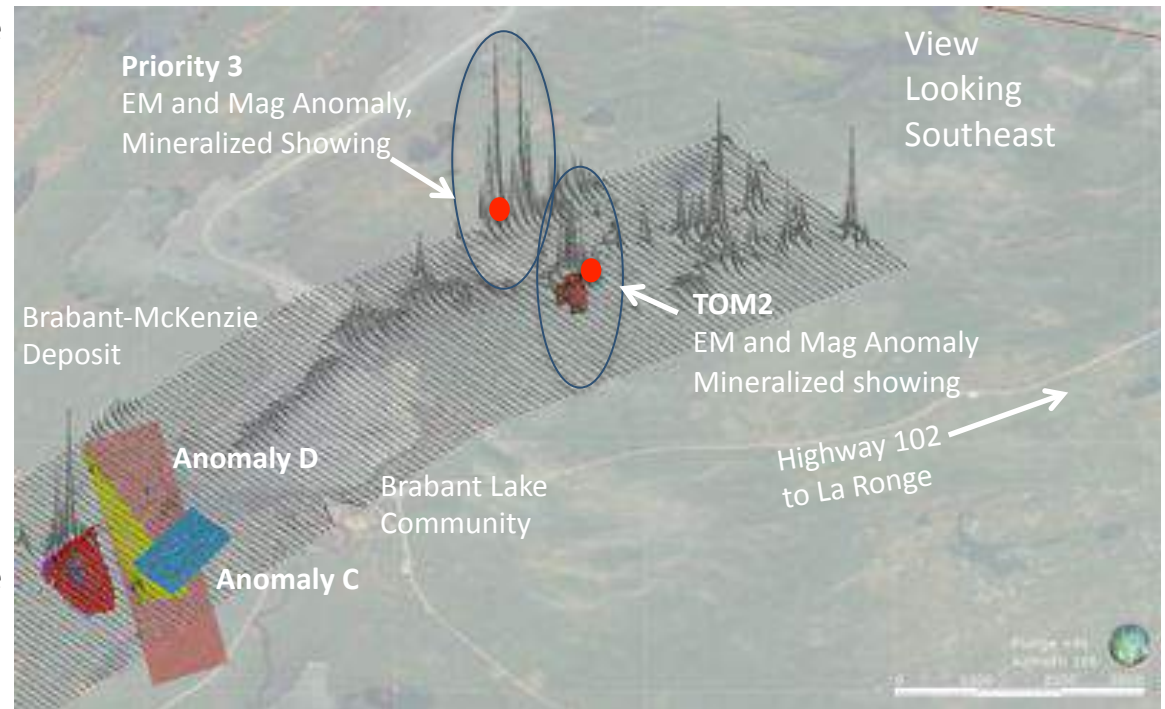 Priority 3
EM and Mag Anomaly,
Mineralized Showing
View
Looking
Southeast
Brabant-McKenzie
Deposit
TOM2
EM and Mag Anomaly
Mineralized showing
Anomaly D
Brabant Lake
Community
Highway 102
to La Ronge
Anomaly C
0